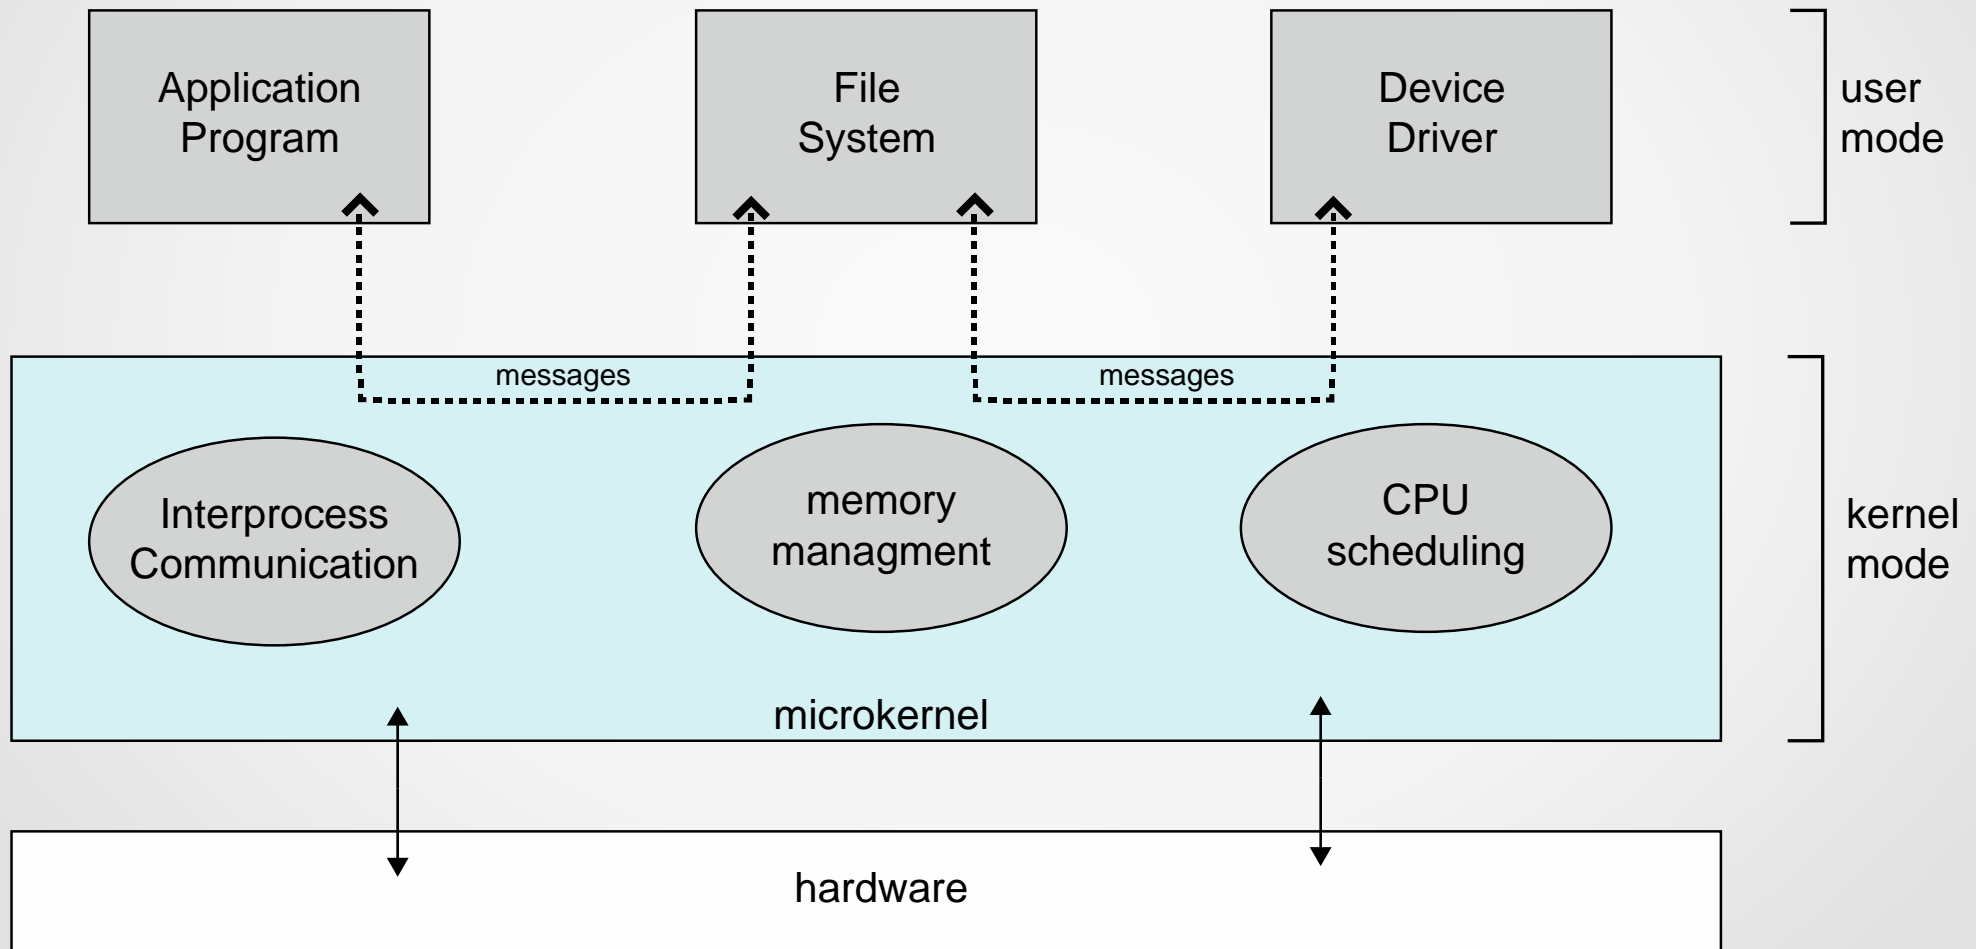 Application
Program
File
System
Device
Driver
user
mode
messages
messages
Interprocess
Communication
memory
managment
CPU
scheduling
kernel
mode
microkernel
hardware